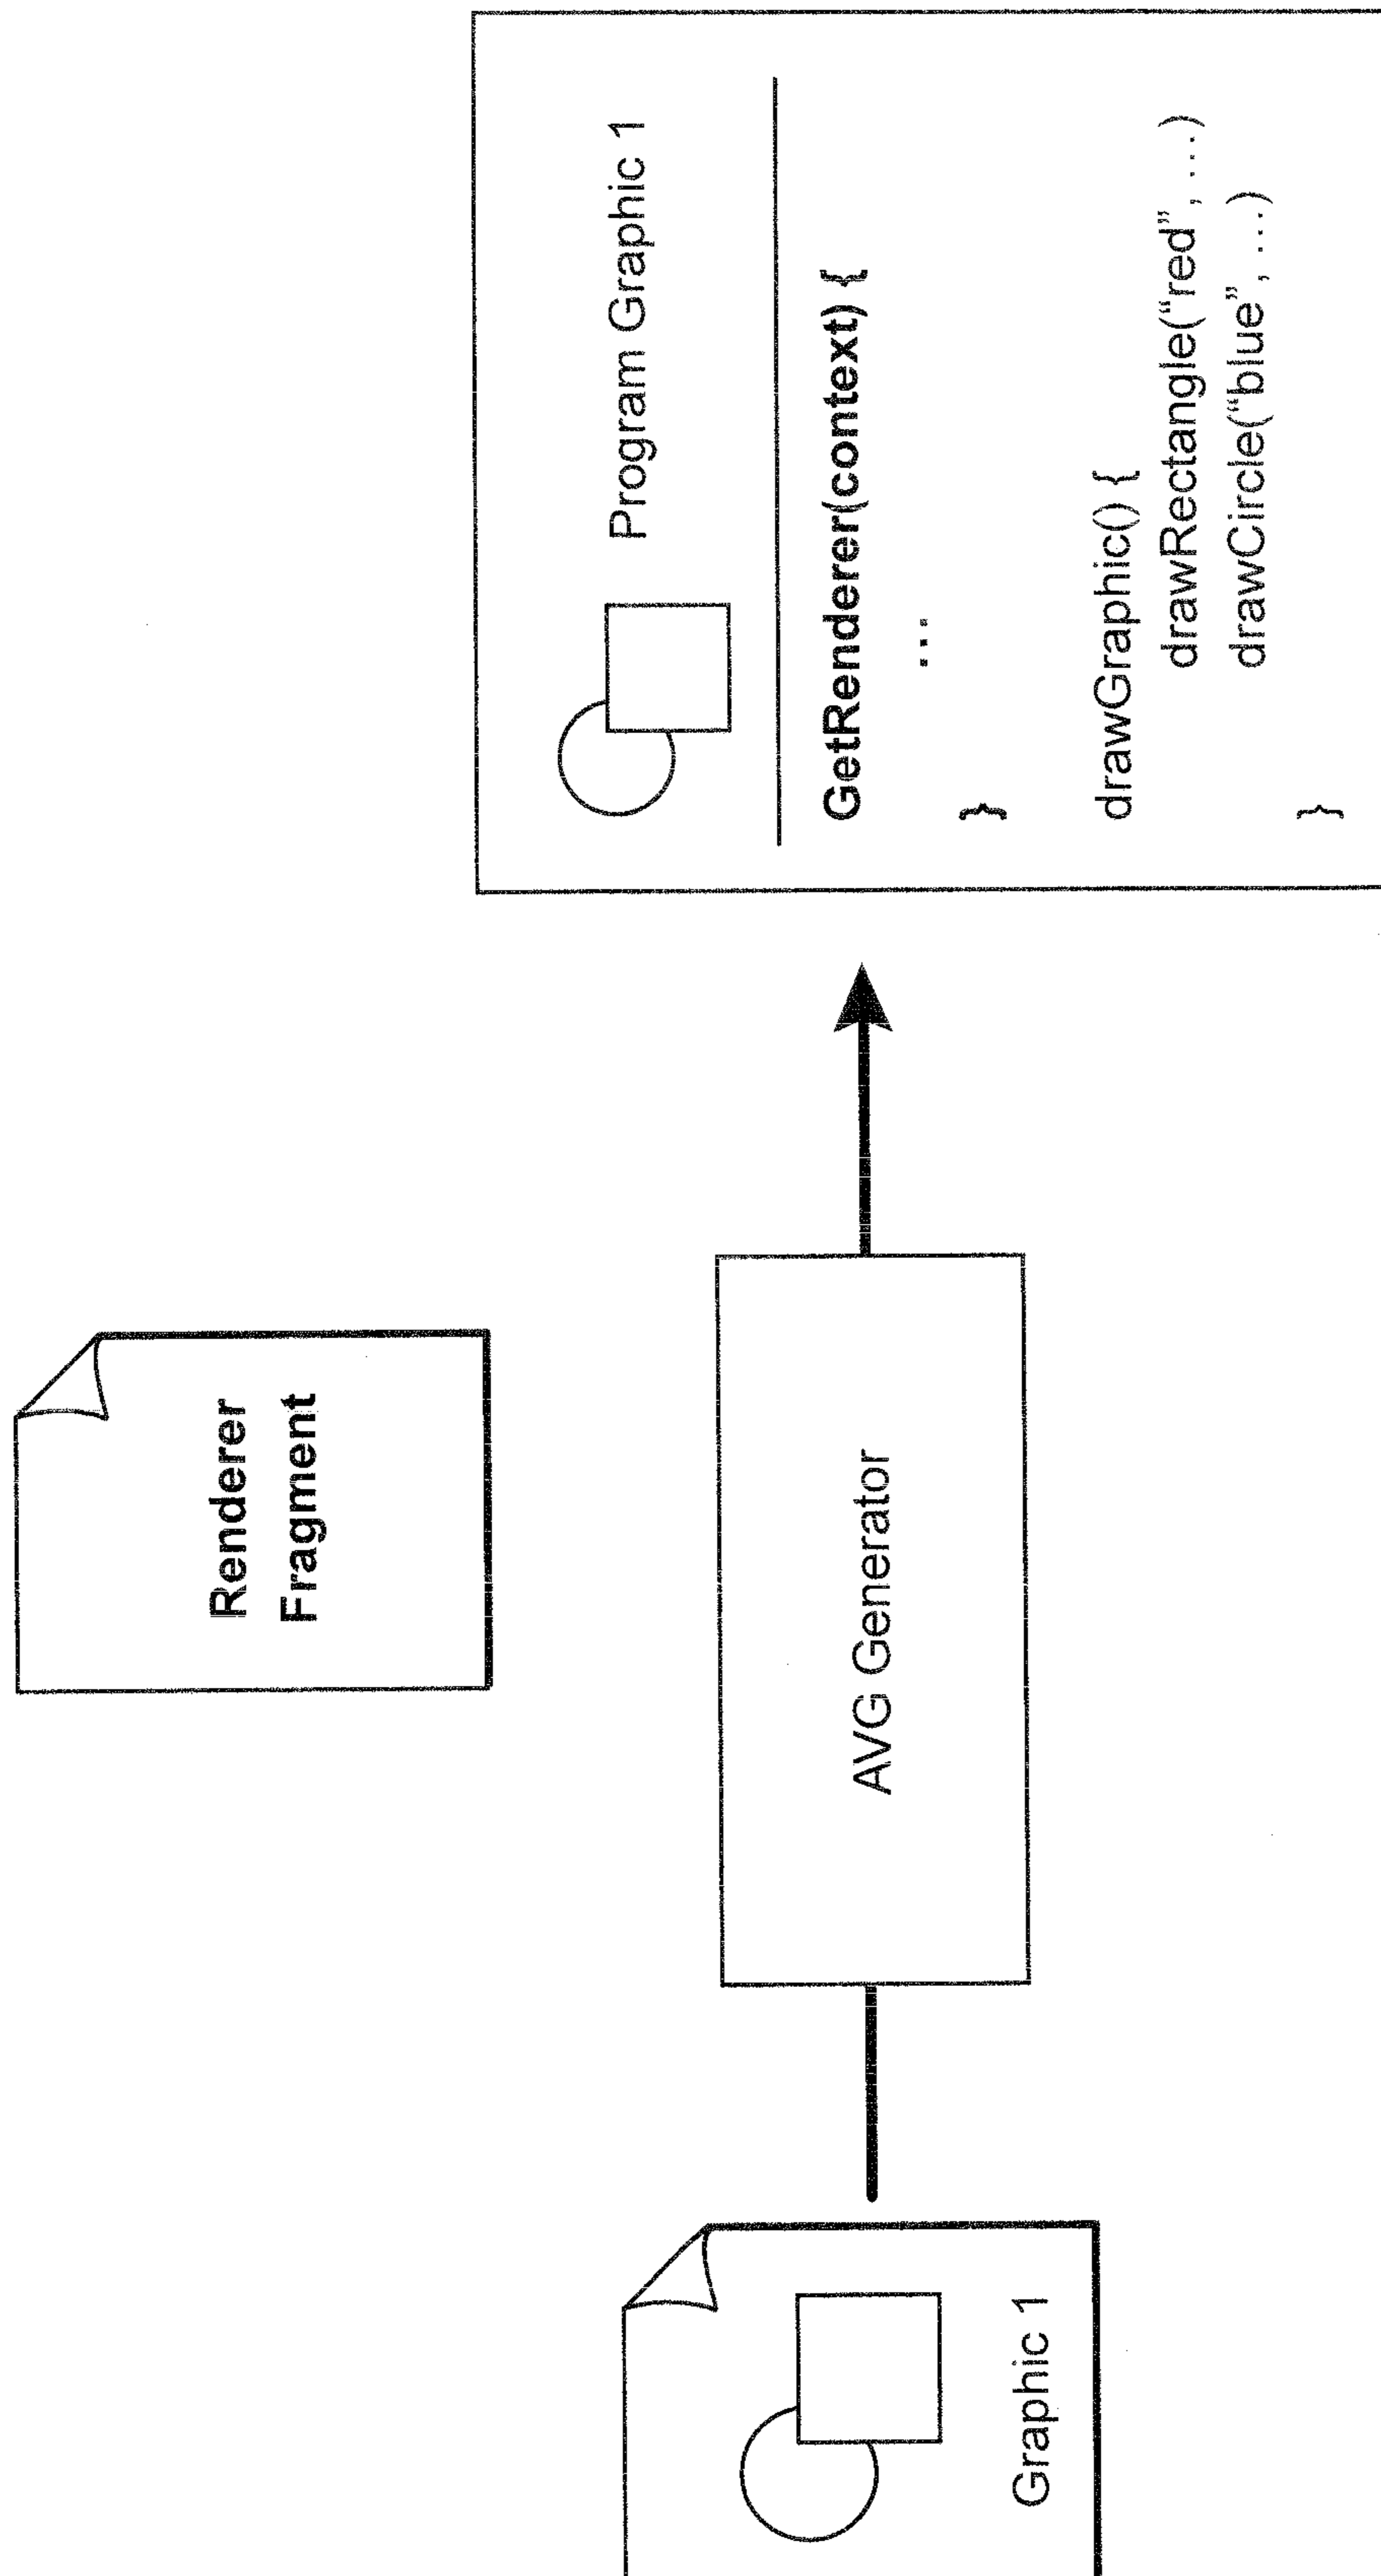 Renderer
Fragment
Graphic 1
AVG Generator
Program Graphic 1
GetRenderer(context) {
...
}
drawGraphic() {
drawRectangle(“red”, ...)
drawCircle(“blue”, ...)
}